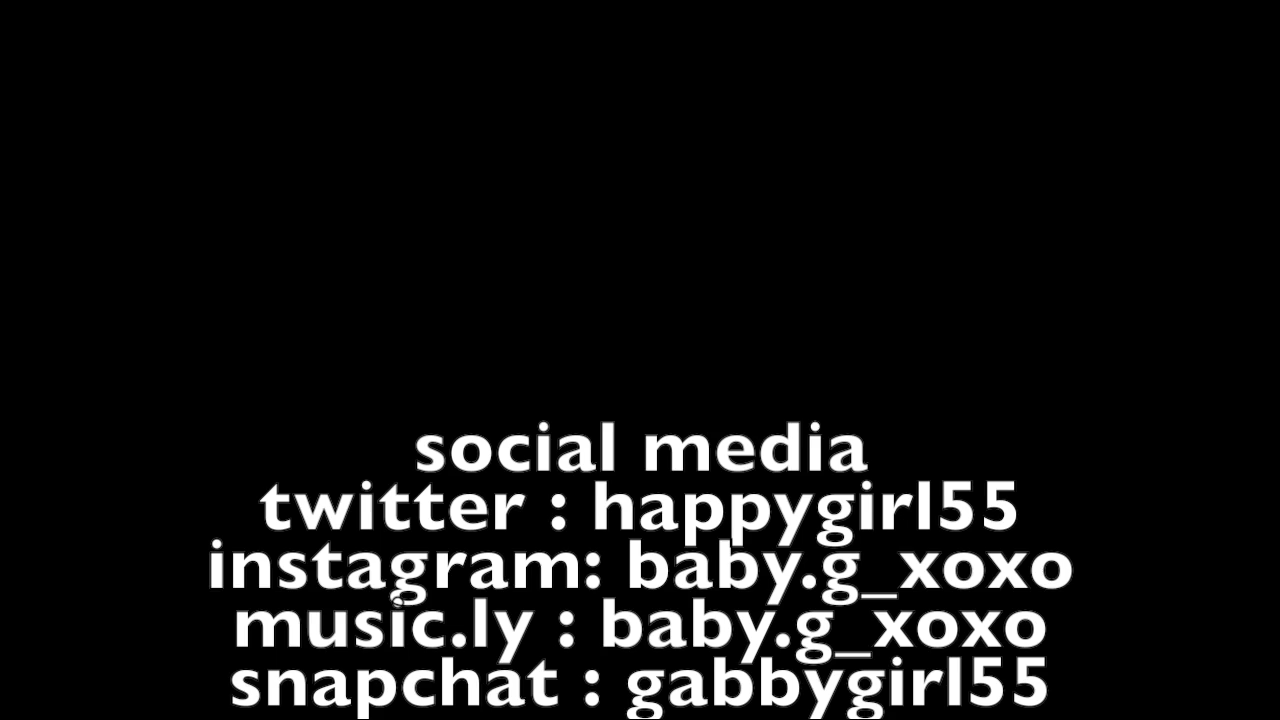 social media
twitter : happygirl55
instagram: baby.g_xoxo
music.ly : baby.g_xoxo
snapchat : gabbygirl55